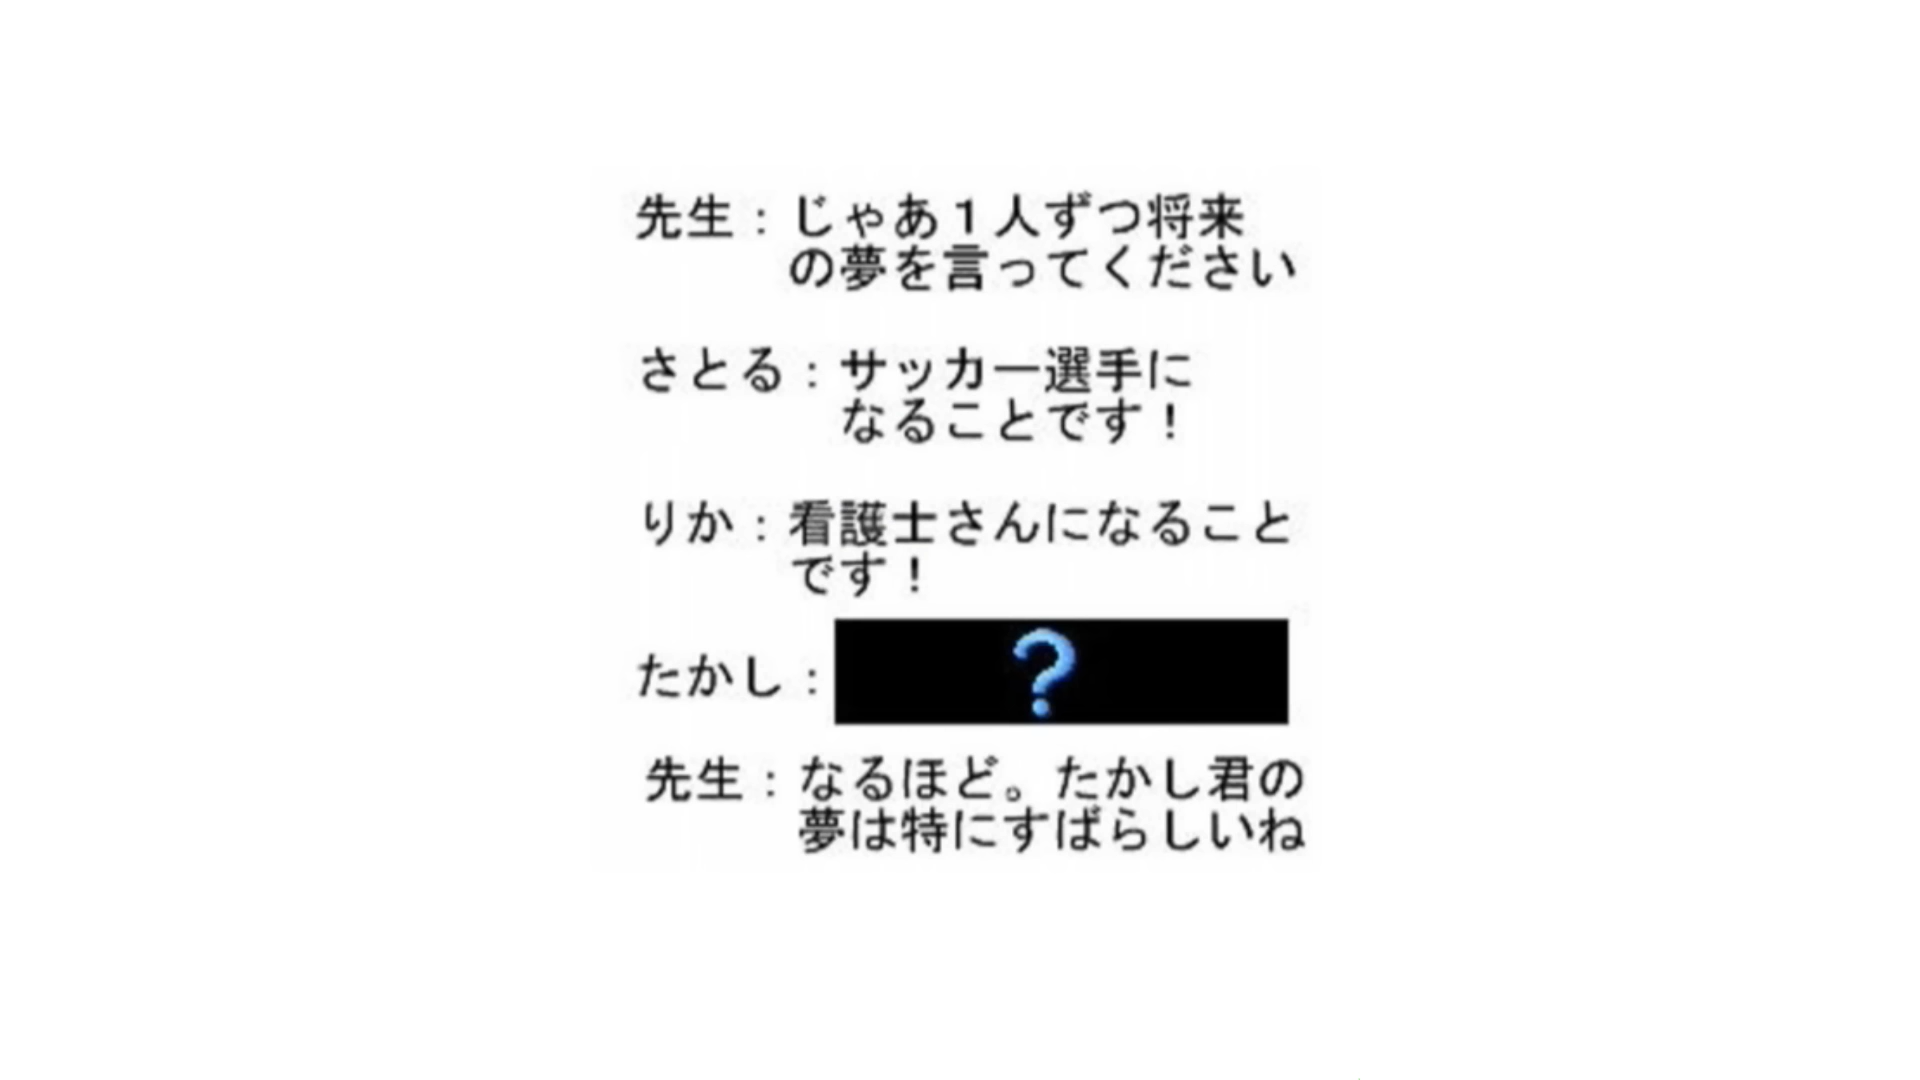 先生：じゃあ１人ずつ将来
の夢を言ってください
さとる：サッカー選手に
なることです！
りか：看護士さんになること
です！
たかし：?
先生：なるほど。たかし君の
夢は特にすばらしいね